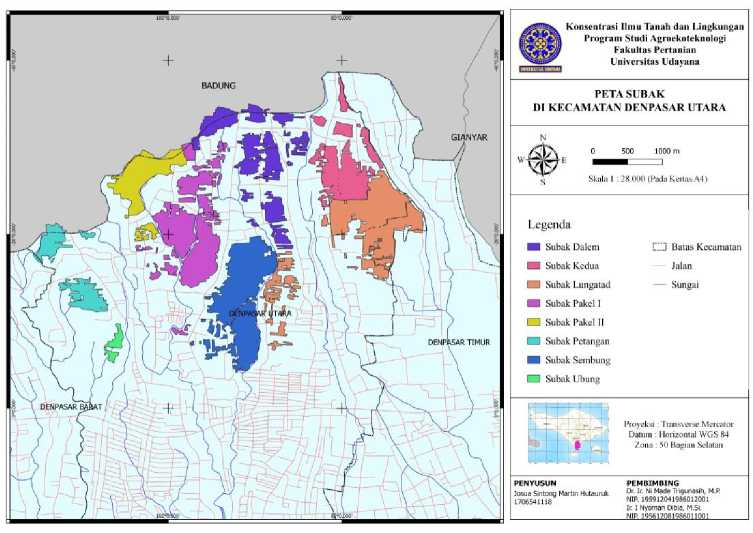 BADUNG
GIANYAR
DENPASAR UTARA
DENPASAR TIMUR
DENPASAR BARAT
Konsentrasi Ilmu Tanah dan Lingkungan
Program Studi Agroekoteknologi
Fakultas Pertanian
Universitas Udayana
PETA SUBAK
DI KECAMATAN DENPASAR UTARA
N
W E
S
0 500 1000 m
Skala 1 : 28.000 (Pada Kertas A4)
Legenda
Subak Dalem
Subak Kedua
Subak Lungatad
Subak Pakel I
Subak Pakel II
Subak Petangan
Subak Sembung
Subak Ubung
Batas Kecamatan
Jalan
Sungai
Proyeksi : Transverse Mercator
Datum : Horizontal WGS 84
Zona : 50 Bagian Selatan
PENYUSUN
Josua Sintong Martin Hutauruk
1706541118
PEMBIMBING
Dr. Ir. Ni Made Trigunasih, M.P.
NIP. 195912041986012001
Ir. I Nyoman Dibia, M.Si.
NIP. 195612081986011001